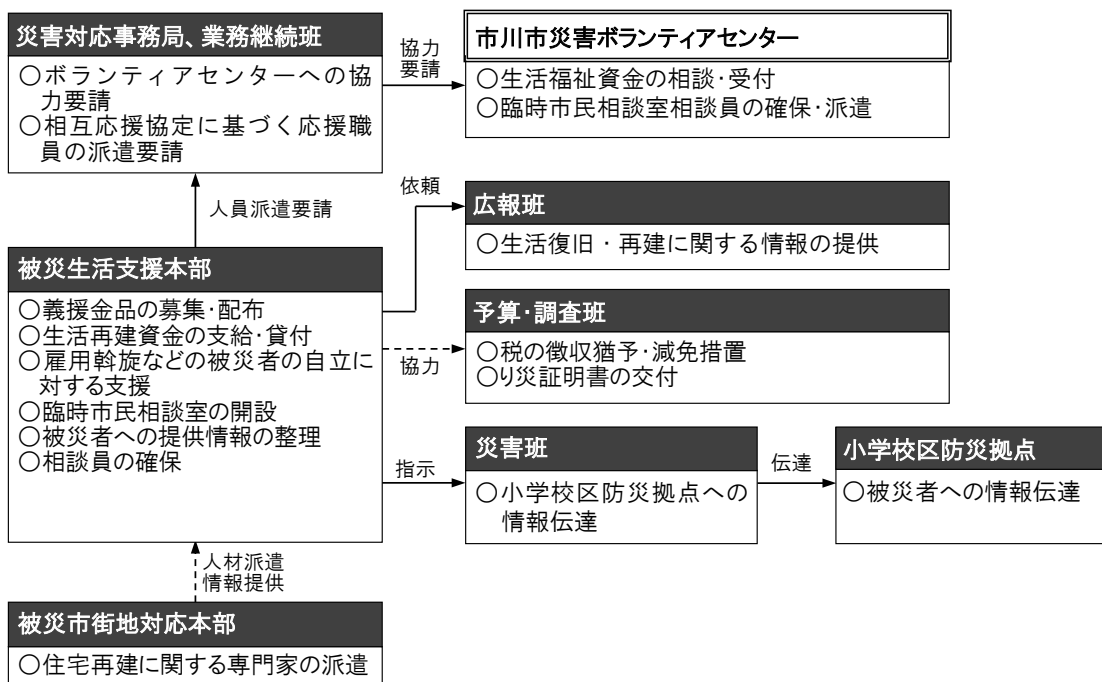 災害対応事務局、業務継続班
○ボランティアセンターへの協
力要請
○相互応援協定に基づく応援職
員の派遣要請
協力
要請
市川市災害ボランティアセンター
○生活福祉資金の相談・受付
○臨時市民相談室相談員の確保・派遣
人員派遣要請
依頼
広報班
○生活復旧・再建に関する情報の提供
被災生活支援本部
○義援金品の募集・配布
○生活再建資金の支給・貸付
○雇用斡旋などの被災者の自立に
対する支援
○臨時市民相談室の開設
○被災者への提供情報の整理
○相談員の確保
協力
予算・調査班
○税の徴収猶予・減免措置
○り災証明書の交付
指示
災害班
○小学校区防災拠点への
情報伝達
伝達
小学校区防災拠点
○被災者への情報伝達
人材派遣
情報提供
被災市街地対応本部
○住宅再建に関する専門家の派遣